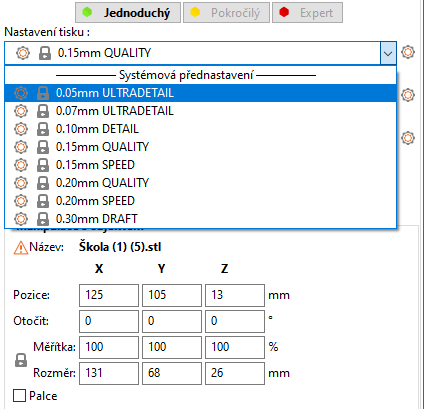 Jednoduchý Pokročilý Expert
Nastavení tisku :
0.15mm QUALITY
Systémová přednastavení
0.05mm ULTRADETAIL
0.07mm ULTRADETAIL
0.10mm DETAIL
0.15mm QUALITY
0.15mm SPEED
0.20mm QUALITY
0.20mm SPEED
0.30mm DRAFT
Název: Škola (1) (5).stl
X Y Z
Pozice: 125 105 13 mm
Otočit: 0 0 0 °
Měřítka: 100 100 100 %
Rozměr: 131 68 26 mm
Palce